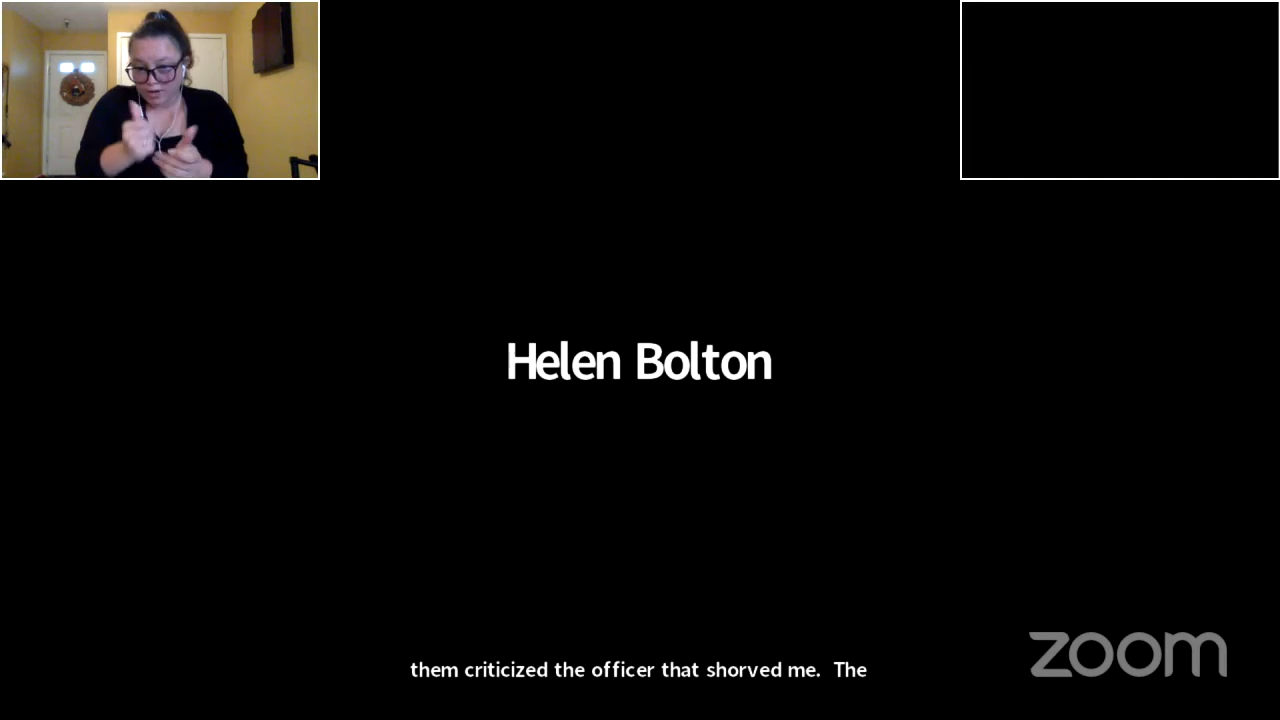 Helen Bolton
them criticized the officer that shorved me.  The
zoom